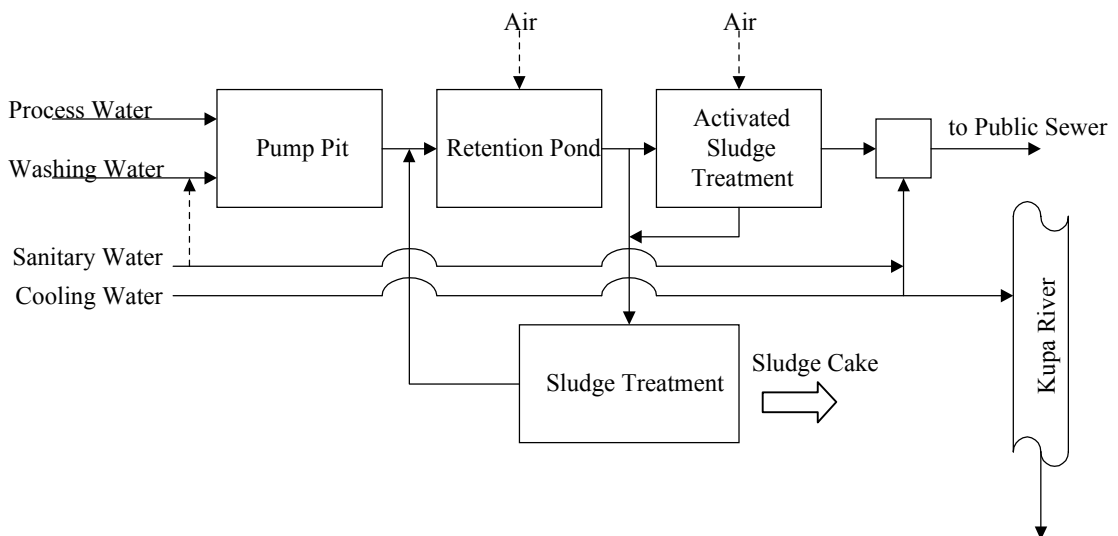 Air
Air
Process Water
Pump Pit
Retention Pond
Activated
Sludge
Treatment
to Public Sewer
Washing Water
Sanitary Water
Cooling Water
Kupa River
Sludge Treatment
Sludge Cake